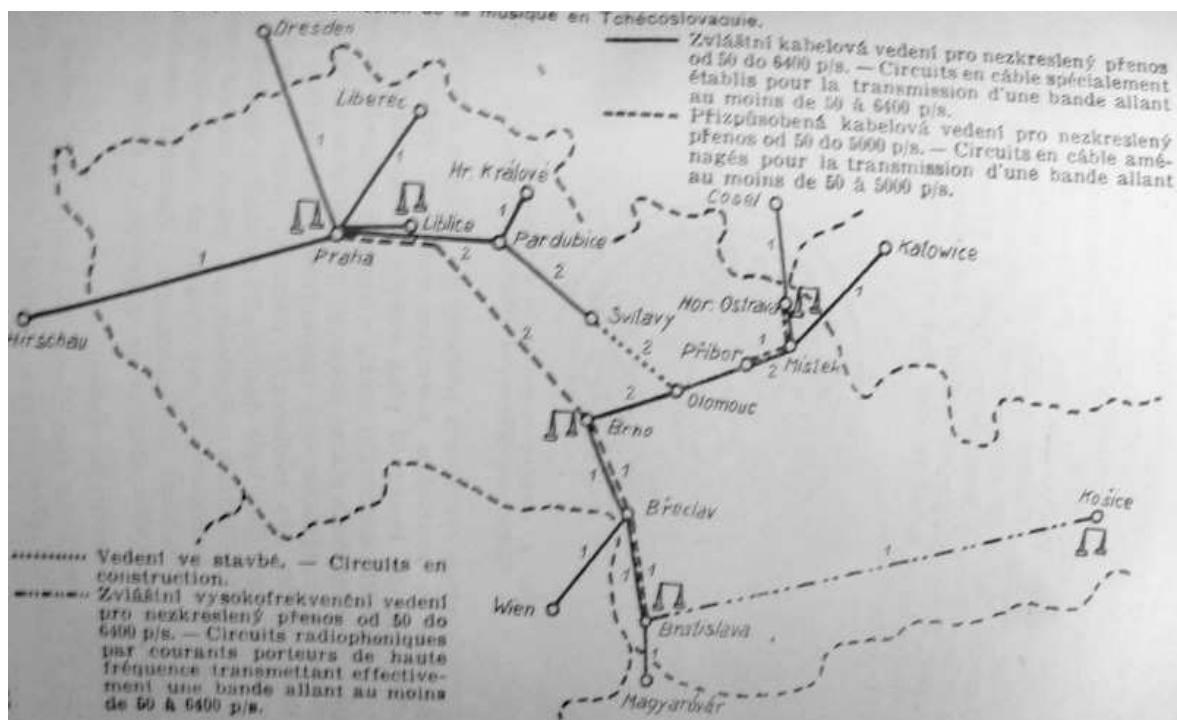 de la musique en Tchécoslovaquie.
Zvláštní kabelová vedení pro nezkreslený přenos
od 50 do 6400 p/s. — Circuits en câble spécialement
établis pour la transmission d'une bande allant
au moins de 50 à 6400 p/s.
Přizpůsobená kabelová vedení pro nezkreslený
přenos od 50 do 5000 p/s. — Circuits en câble amé-
nagés pour la transmission d'une bande allant
au moins de 50 à 5000 p/s.
Dresden
Liberec
1
1
Hr. Králové
1
Liblice
Praha
Pardubice
2
2
1
Hirschau
Cosel
1
Katowice
1
Mor. Ostrava
1
Svitavy
2
2
Příbor
2
Místek
Olomouc
2
Brno
1
1
Břeclav
1
Wien
1
1
Košice
1
Bratislava
1
Magyaróvár
Vedení ve stavbě. — Circuits en
construction.
Zvláštní vysokofrekvenční vedení
pro nezkreslený přenos od 50 do
6400 p/s. — Circuits radiophoniques
par courants porteurs de haute
fréquence transmettant effective-
ment une bande allant au moins
de 50 à 6400 p/s.